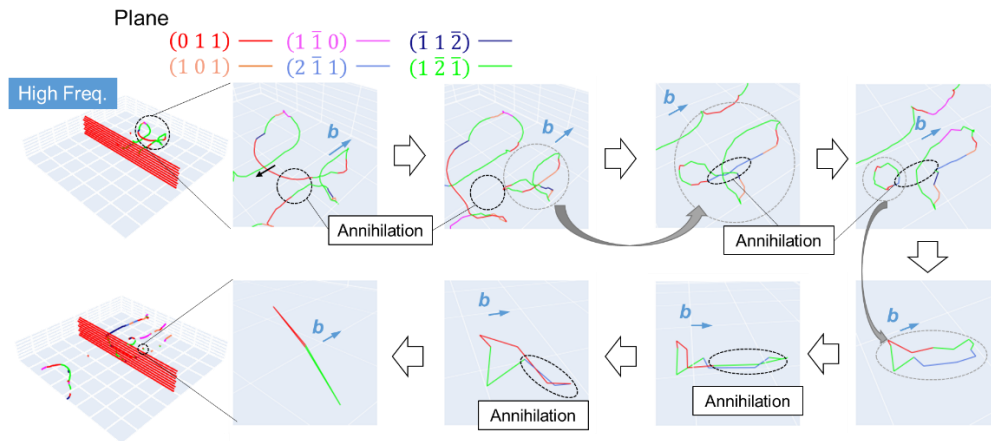 Plane
(0 1 1) (1 1̅ 0) (1̅ 1 2̅)
(1 0 1) (2 1̅ 1) (1 2̅ 1̅)
High Freq.
b b b b
Annihilation Annihilation
b b b b
Annihilation
Annihilation